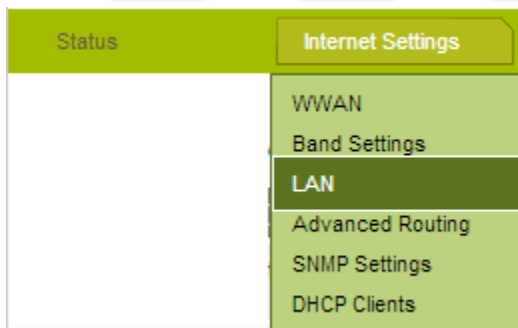 Status Internet Settings
WWAN
Band Settings
LAN
Advanced Routing
SNMP Settings
DHCP Clients